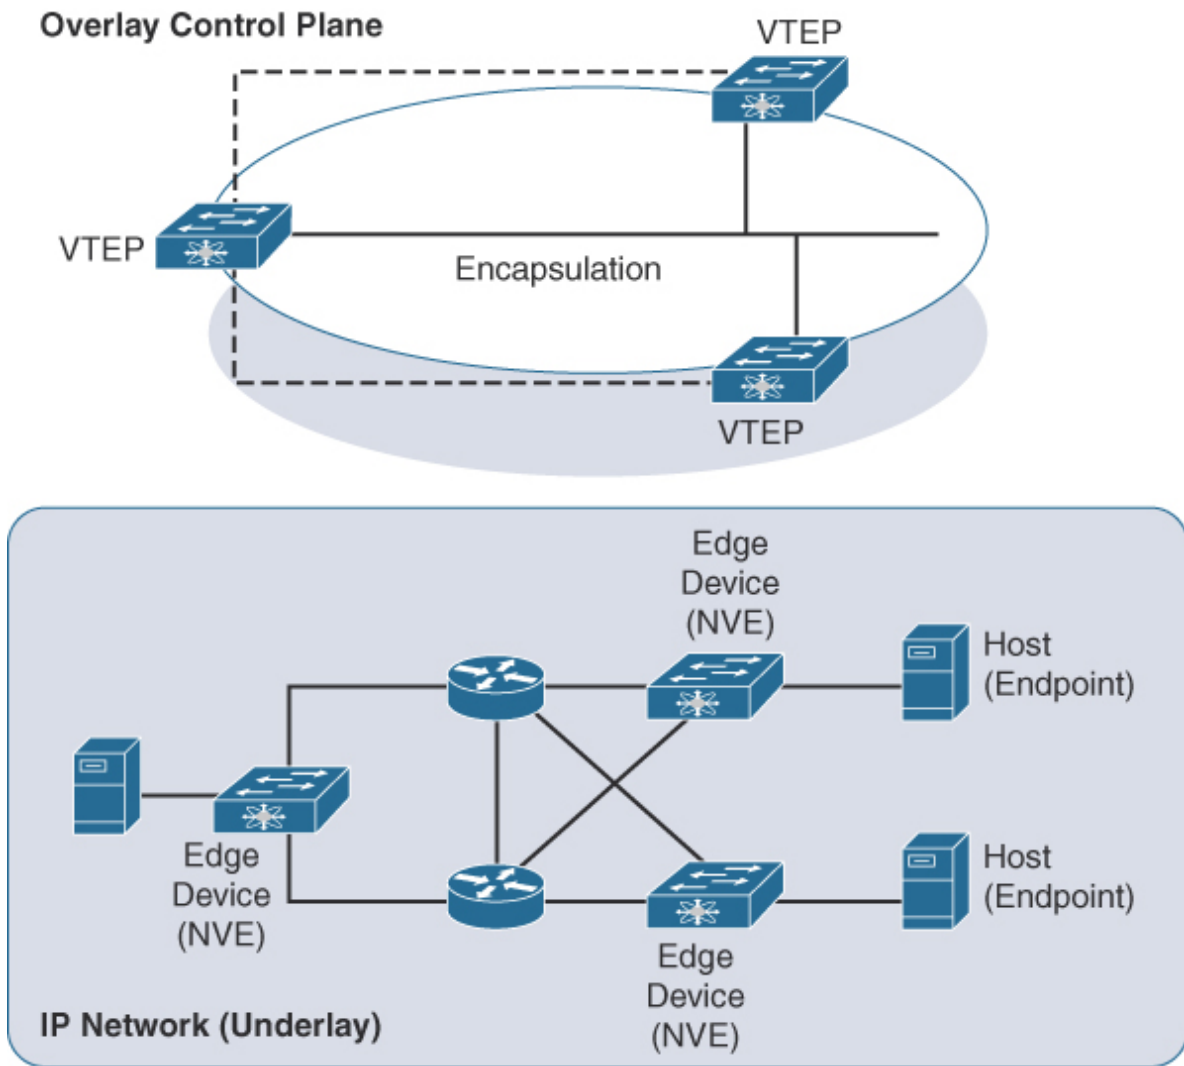 Overlay Control Plane
VTEP
VTEP
Encapsulation
VTEP
Edge
Device
(NVE)
Host
(Endpoint)
Edge
Device
(NVE)
Host
(Endpoint)
Edge
Device
(NVE)
IP Network (Underlay)